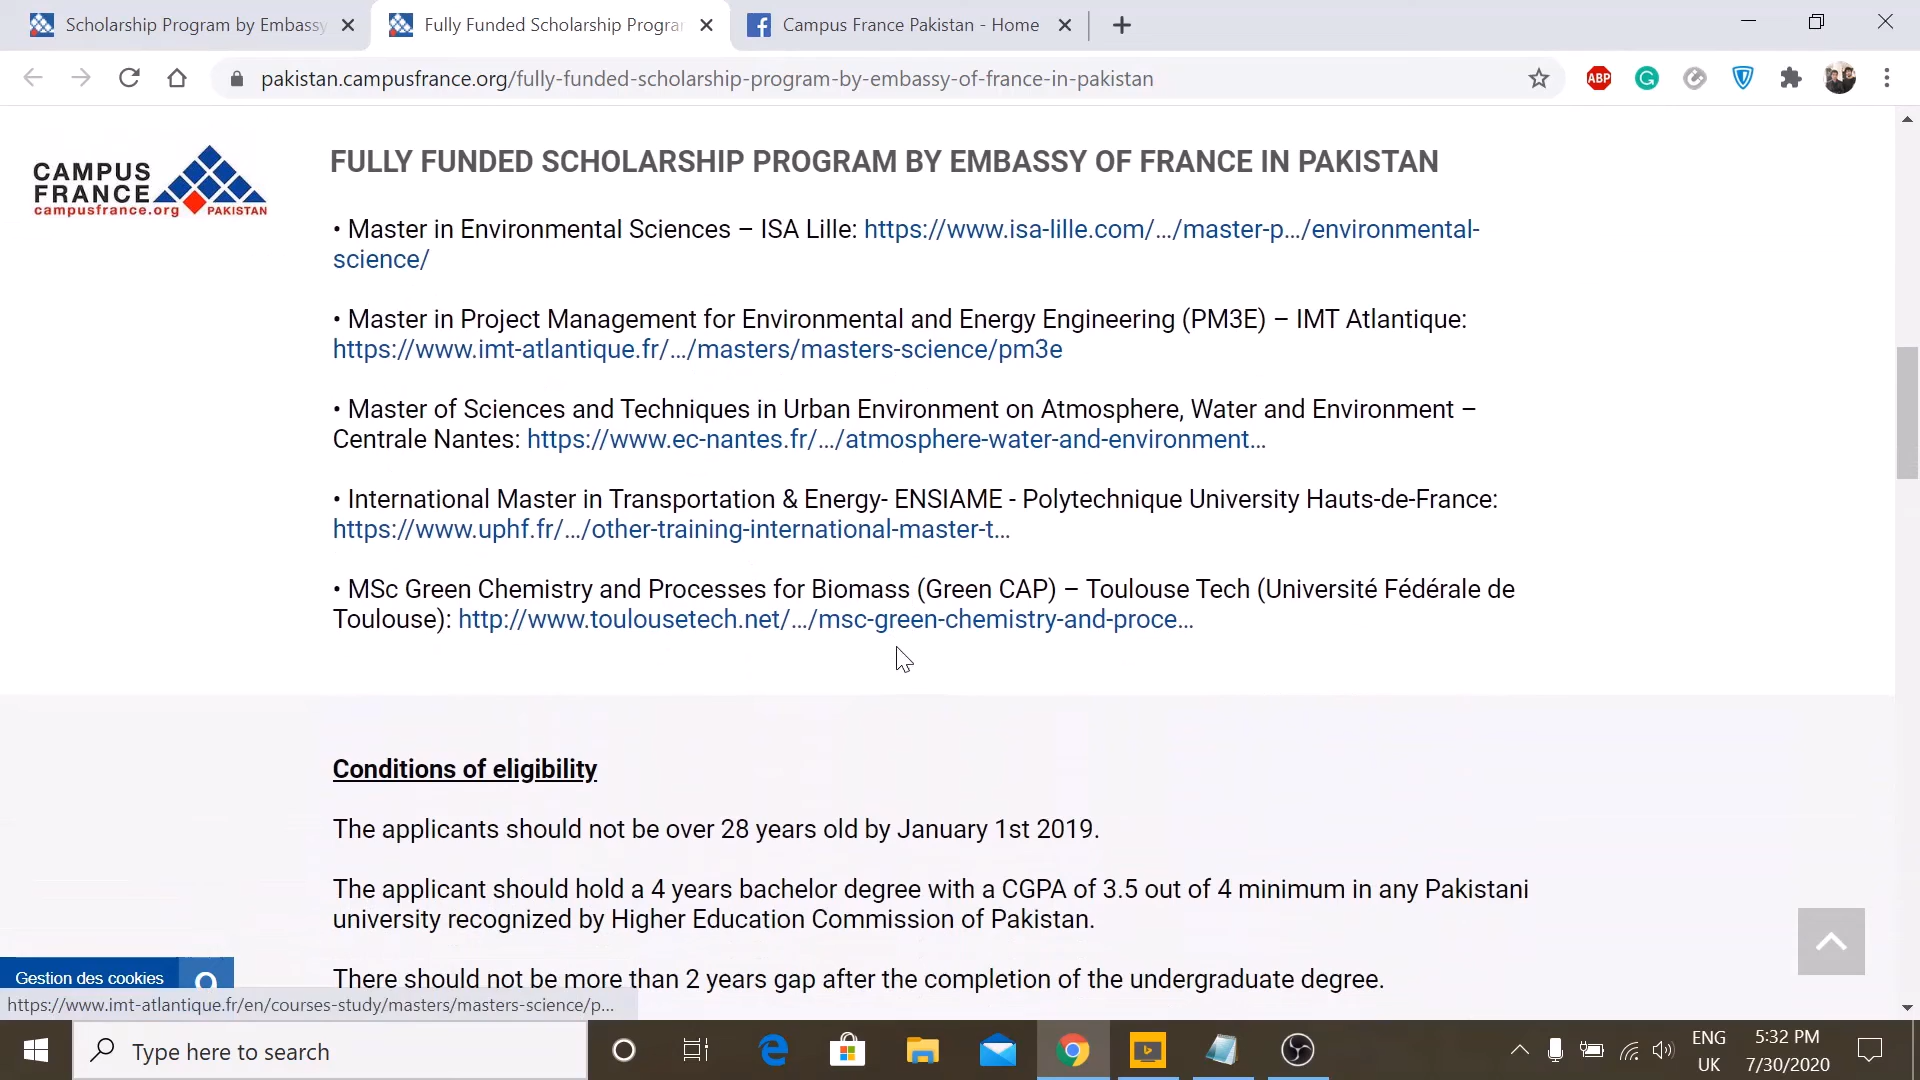 Scholarship Program by Embassy
Fully Funded Scholarship Progra
Campus France Pakistan - Home
pakistan.campusfrance.org/fully-funded-scholarship-program-by-embassy-of-france-in-pakistan
ABP
CAMPUS
FRANCE
campusfrance.org PAKISTAN
FULLY FUNDED SCHOLARSHIP PROGRAM BY EMBASSY OF FRANCE IN PAKISTAN
• Master in Environmental Sciences – ISA Lille: https://www.isa-lille.com/…/master-p…/environmental-
science/
• Master in Project Management for Environmental and Energy Engineering (PM3E) – IMT Atlantique:
https://www.imt-atlantique.fr/…/masters/masters-science/pm3e
• Master of Sciences and Techniques in Urban Environment on Atmosphere, Water and Environment –
Centrale Nantes: https://www.ec-nantes.fr/…/atmosphere-water-and-environment…
• International Master in Transportation & Energy- ENSIAME - Polytechnique University Hauts-de-France:
https://www.uphf.fr/…/other-training-international-master-t…
• MSc Green Chemistry and Processes for Biomass (Green CAP) – Toulouse Tech (Université Fédérale de
Toulouse): http://www.toulousetech.net/…/msc-green-chemistry-and-proce…
Conditions of eligibility
The applicants should not be over 28 years old by January 1st 2019.
The applicant should hold a 4 years bachelor degree with a CGPA of 3.5 out of 4 minimum in any Pakistani
university recognized by Higher Education Commission of Pakistan.
There should not be more than 2 years gap after the completion of the undergraduate degree.
Gestion des cookies
https://www.imt-atlantique.fr/en/courses-study/masters/masters-science/p...
Type here to search
ENG
UK
5:32 PM
7/30/2020